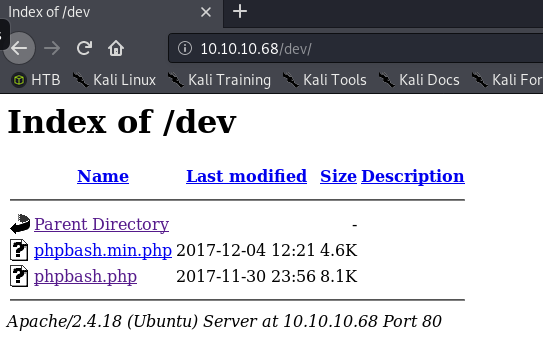 Index of /dev
10.10.10.68/dev/
HTB Kali Linux Kali Training Kali Tools Kali Docs Kali For
Index of /dev
Name Last modified Size Description
Parent Directory -
phpbash.min.php 2017-12-04 12:21 4.6K
phpbash.php 2017-11-30 23:56 8.1K
Apache/2.4.18 (Ubuntu) Server at 10.10.10.68 Port 80